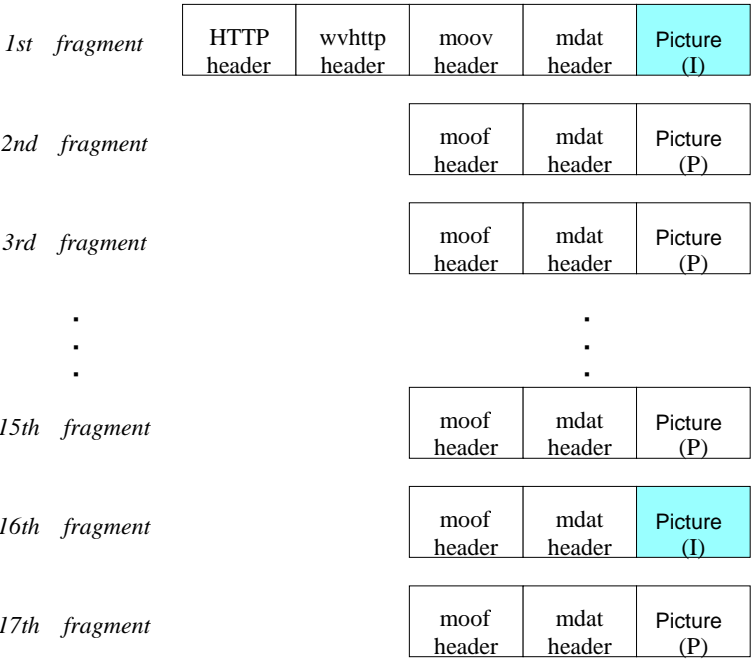 1st fragment
HTTP header
wvhttp header
moov header
mdat header
Picture (I)
2nd fragment
moof header
mdat header
Picture (P)
3rd fragment
moof header
mdat header
Picture (P)
15th fragment
moof header
mdat header
Picture (P)
16th fragment
moof header
mdat header
Picture (I)
17th fragment
moof header
mdat header
Picture (P)